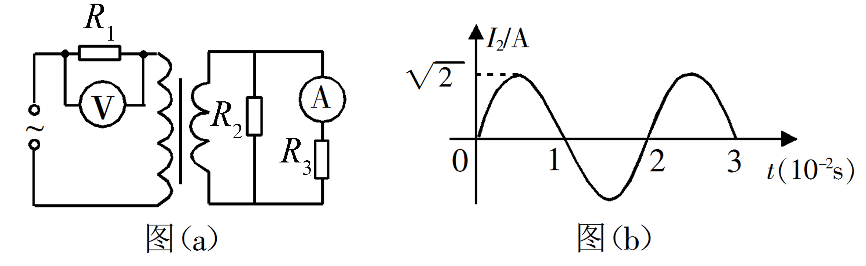 R₁
V
~
R₂
A
R₃
图(a)
I₂/A
√2
0 1 2 3 t(10⁻²s)
图(b)